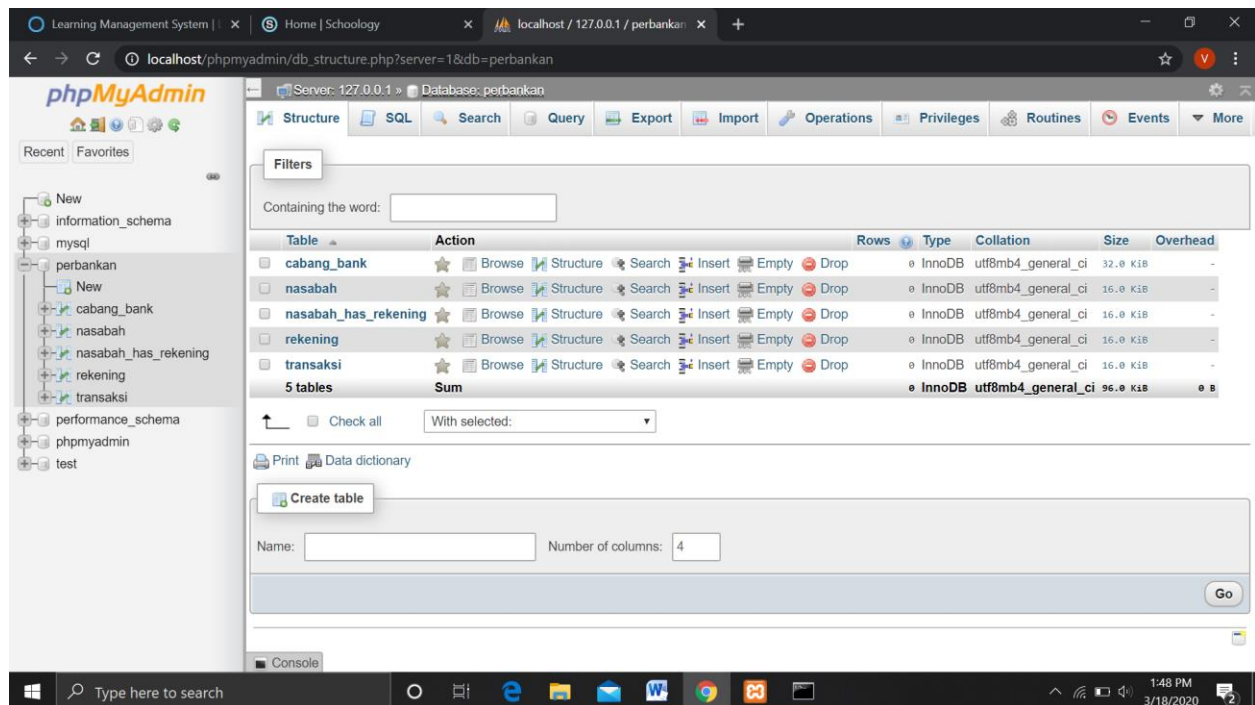 Learning Management System |
Home | Schoology
localhost / 127.0.0.1 / perbankan
localhost/phpmyadmin/db_structure.php?server=1&db=perbankan
V
phpMyAdmin
Recent Favorites
New
information_schema
mysql
perbankan
New
cabang_bank
nasabah
nasabah_has_rekening
rekening
transaksi
performance_schema
phpmyadmin
test
Server: 127.0.0.1 » Database: perbankan
Structure SQL Search Query Export Import Operations Privileges Routines Events More
Filters
Containing the word:
Table Action Rows Type Collation Size Overhead
cabang_bank Browse Structure Search Insert Empty Drop 0 InnoDB utf8mb4_general_ci 32.0 KiB -
nasabah Browse Structure Search Insert Empty Drop 0 InnoDB utf8mb4_general_ci 16.0 KiB -
nasabah_has_rekening Browse Structure Search Insert Empty Drop 0 InnoDB utf8mb4_general_ci 16.0 KiB -
rekening Browse Structure Search Insert Empty Drop 0 InnoDB utf8mb4_general_ci 16.0 KiB -
transaksi Browse Structure Search Insert Empty Drop 0 InnoDB utf8mb4_general_ci 16.0 KiB -
5 tables Sum 0 InnoDB utf8mb4_general_ci 96.0 KiB 0 B
Check all With selected:
Print Data dictionary
Create table
Name: Number of columns: 4
Go
Console
Type here to search
1:48 PM
3/18/2020
2